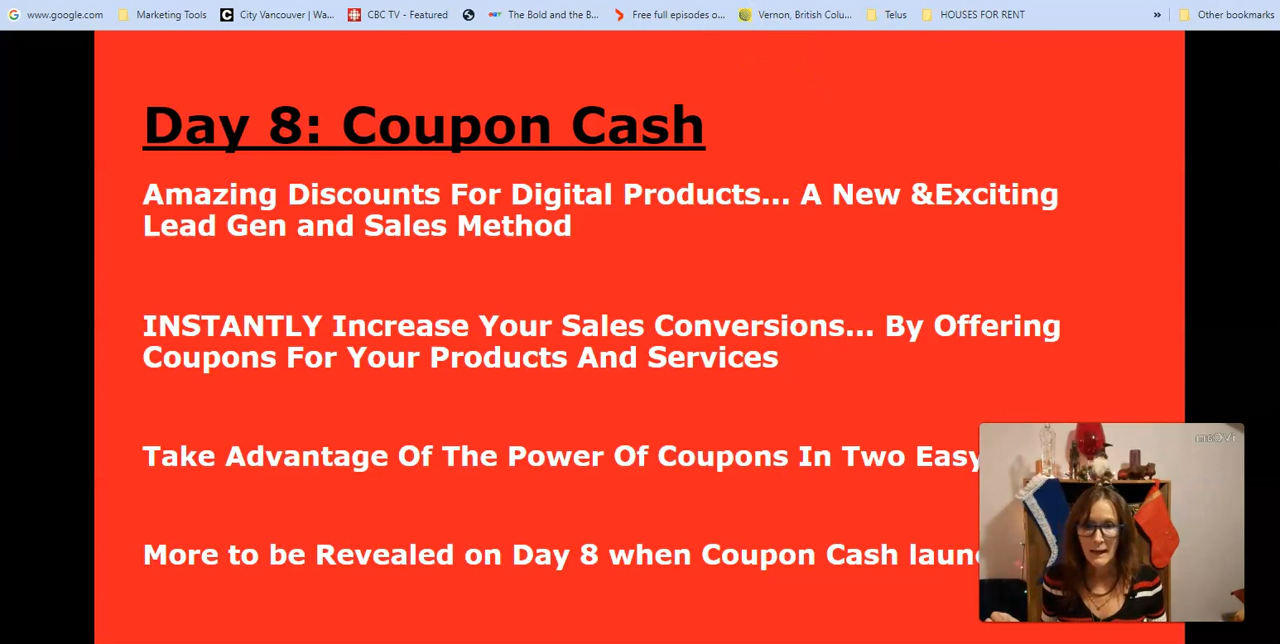 www.google.com
Marketing Tools
City Vancouver | Wa...
CBC TV - Featured
The Bold and the B...
Free full episodes o...
Vernon, British Colu...
Telus
HOUSES FOR RENT
»
Other bookmarks
Day 8: Coupon Cash
Amazing Discounts For Digital Products... A New &Exciting
Lead Gen and Sales Method
INSTANTLY Increase Your Sales Conversions... By Offering
Coupons For Your Products And Services
Take Advantage Of The Power Of Coupons In Two Easy
More to be Revealed on Day 8 when Coupon Cash